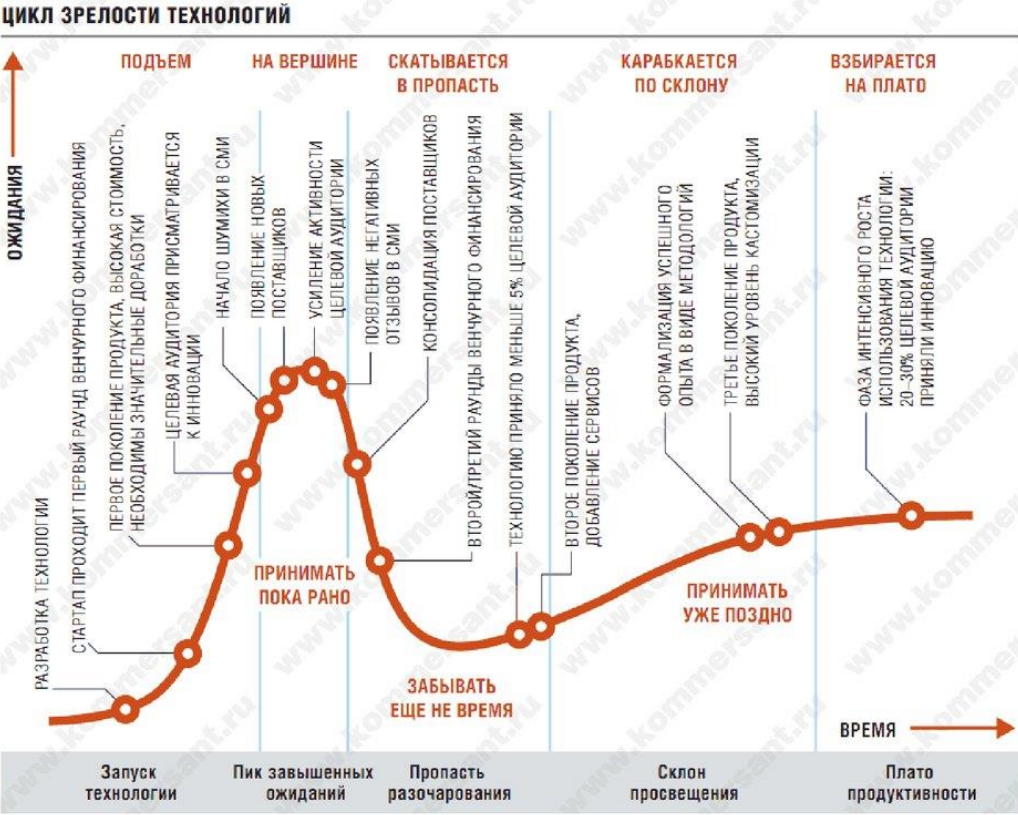 ЦИКЛ ЗРЕЛОСТИ ТЕХНОЛОГИЙ
ПОДЪЕМ
НА ВЕРШИНЕ
СКАТЫВАЕТСЯ
В ПРОПАСТЬ
КАРАБКАЕТСЯ
ПО СКЛОНУ
ВЗБИРАЕТСЯ
НА ПЛАТО
ОЖИДАНИЯ
РАЗРАБОТКА ТЕХНОЛОГИИ
СТАРТАП ПРОХОДИТ ПЕРВЫЙ РАУНД ВЕНЧУРНОГО ФИНАНСИРОВАНИЯ
ПЕРВОЕ ПОКОЛЕНИЕ ПРОДУКТА, ВЫСОКАЯ СТОИМОСТЬ,
НЕОБХОДИМЫ ЗНАЧИТЕЛЬНЫЕ ДОРАБОТКИ
ЦЕЛЕВАЯ АУДИТОРИЯ ПРИСМАТРИВАЕТСЯ
К ИННОВАЦИИ
НАЧАЛО ШУМИХИ В СМИ
ПОЯВЛЕНИЕ НОВЫХ
ПОСТАВЩИКОВ
УСИЛЕНИЕ АКТИВНОСТИ
ЦЕЛЕВОЙ АУДИТОРИИ
ПОЯВЛЕНИЕ НЕГАТИВНЫХ
ОТЗЫВОВ В СМИ
КОНСОЛИДАЦИЯ ПОСТАВЩИКОВ
ВТОРОЙ/ТРЕТИЙ РАУНДЫ ВЕНЧУРНОГО ФИНАНСИРОВАНИЯ
ТЕХНОЛОГИЮ ПРИНЯЛО МЕНЬШЕ 5% ЦЕЛЕВОЙ АУДИТОРИИ
ВТОРОЕ ПОКОЛЕНИЕ ПРОДУКТА,
ДОБАВЛЕНИЕ СЕРВИСОВ
ФОРМАЛИЗАЦИЯ УСПЕШНОГО
ОПЫТА В ВИДЕ МЕТОДОЛОГИЙ
ТРЕТЬЕ ПОКОЛЕНИЕ ПРОДУКТА,
ВЫСОКИЙ УРОВЕНЬ КАСТОМИЗАЦИИ
ФАЗА ИНТЕНСИВНОГО РОСТА
ИСПОЛЬЗОВАНИЯ ТЕХНОЛОГИИ:
20–30% ЦЕЛЕВОЙ АУДИТОРИИ
ПРИНЯЛИ ИННОВАЦИЮ
ПРИНИМАТЬ
ПОКА РАНО
ПРИНИМАТЬ
УЖЕ ПОЗДНО
ЗАБЫВАТЬ
ЕЩЕ НЕ ВРЕМЯ
ВРЕМЯ
Запуск
технологии
Пик завышенных
ожиданий
Пропасть
разочарования
Склон
просвещения
Плато
продуктивности
www.kommersant.ru